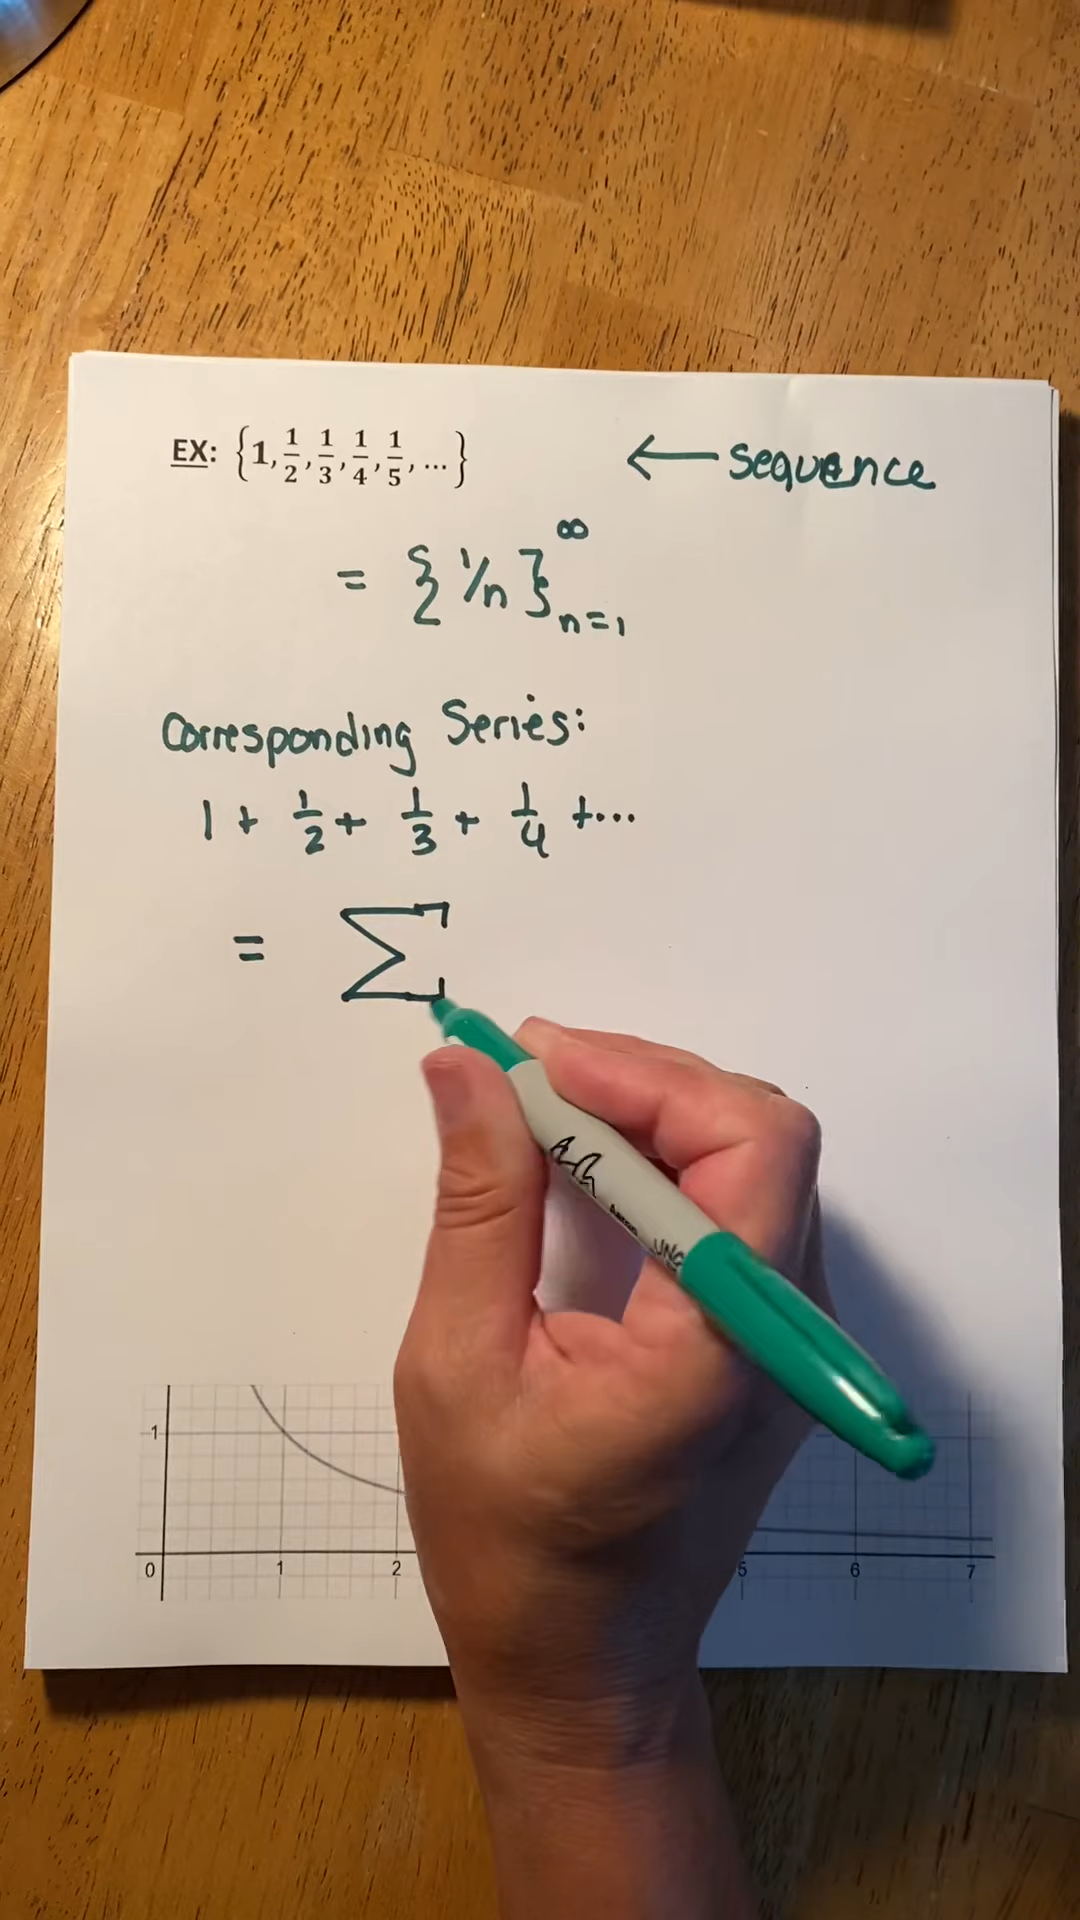 EX: {1, 1/2, 1/3, 1/4, 1/5, ...} ← sequence
= {1/n}^∞_{n=1}
Corresponding Series:
1 + 1/2 + 1/3 + 1/4 + ...
= Σ
1
0 1 2 5 6 7